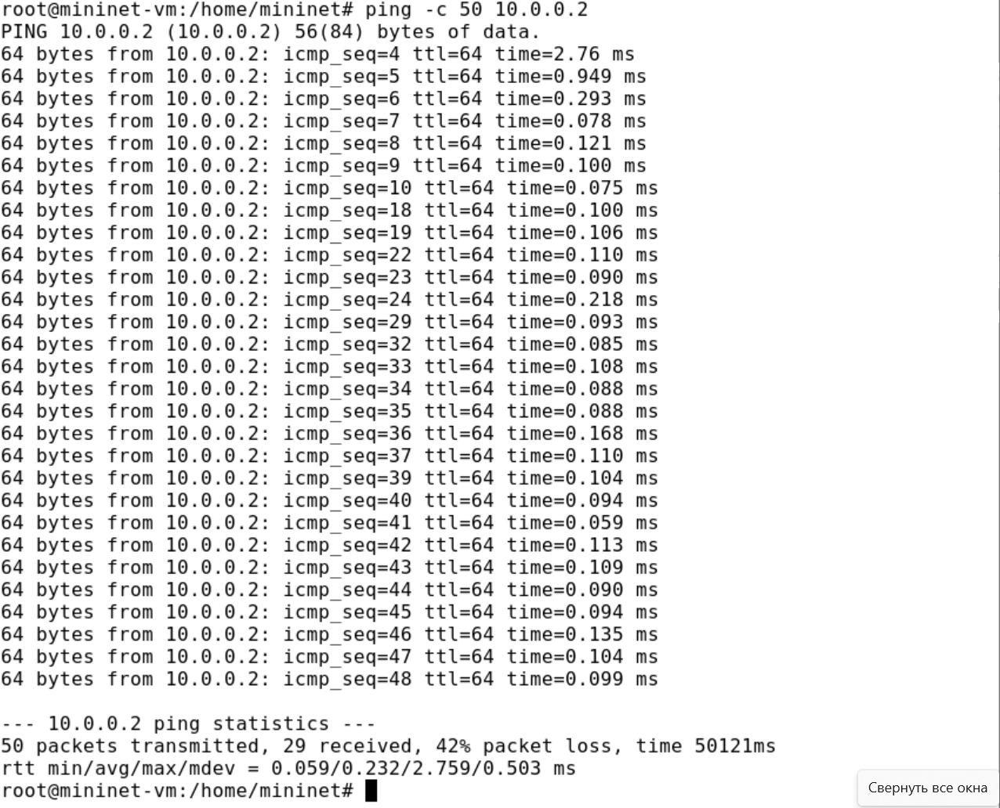 root@mininet-vm:/home/mininet# ping -c 50 10.0.0.2
PING 10.0.0.2 (10.0.0.2) 56(84) bytes of data.
64 bytes from 10.0.0.2: icmp_seq=4 ttl=64 time=2.76 ms
64 bytes from 10.0.0.2: icmp_seq=5 ttl=64 time=0.949 ms
64 bytes from 10.0.0.2: icmp_seq=6 ttl=64 time=0.293 ms
64 bytes from 10.0.0.2: icmp_seq=7 ttl=64 time=0.078 ms
64 bytes from 10.0.0.2: icmp_seq=8 ttl=64 time=0.121 ms
64 bytes from 10.0.0.2: icmp_seq=9 ttl=64 time=0.100 ms
64 bytes from 10.0.0.2: icmp_seq=10 ttl=64 time=0.075 ms
64 bytes from 10.0.0.2: icmp_seq=18 ttl=64 time=0.100 ms
64 bytes from 10.0.0.2: icmp_seq=19 ttl=64 time=0.106 ms
64 bytes from 10.0.0.2: icmp_seq=22 ttl=64 time=0.110 ms
64 bytes from 10.0.0.2: icmp_seq=23 ttl=64 time=0.090 ms
64 bytes from 10.0.0.2: icmp_seq=24 ttl=64 time=0.218 ms
64 bytes from 10.0.0.2: icmp_seq=29 ttl=64 time=0.093 ms
64 bytes from 10.0.0.2: icmp_seq=32 ttl=64 time=0.085 ms
64 bytes from 10.0.0.2: icmp_seq=33 ttl=64 time=0.108 ms
64 bytes from 10.0.0.2: icmp_seq=34 ttl=64 time=0.088 ms
64 bytes from 10.0.0.2: icmp_seq=35 ttl=64 time=0.088 ms
64 bytes from 10.0.0.2: icmp_seq=36 ttl=64 time=0.168 ms
64 bytes from 10.0.0.2: icmp_seq=37 ttl=64 time=0.110 ms
64 bytes from 10.0.0.2: icmp_seq=39 ttl=64 time=0.104 ms
64 bytes from 10.0.0.2: icmp_seq=40 ttl=64 time=0.094 ms
64 bytes from 10.0.0.2: icmp_seq=41 ttl=64 time=0.059 ms
64 bytes from 10.0.0.2: icmp_seq=42 ttl=64 time=0.113 ms
64 bytes from 10.0.0.2: icmp_seq=43 ttl=64 time=0.109 ms
64 bytes from 10.0.0.2: icmp_seq=44 ttl=64 time=0.090 ms
64 bytes from 10.0.0.2: icmp_seq=45 ttl=64 time=0.094 ms
64 bytes from 10.0.0.2: icmp_seq=46 ttl=64 time=0.135 ms
64 bytes from 10.0.0.2: icmp_seq=47 ttl=64 time=0.104 ms
64 bytes from 10.0.0.2: icmp_seq=48 ttl=64 time=0.099 ms
--- 10.0.0.2 ping statistics ---
50 packets transmitted, 29 received, 42% packet loss, time 50121ms
rtt min/avg/max/mdev = 0.059/0.232/2.759/0.503 ms
root@mininet-vm:/home/mininet#
Свернуть все окна